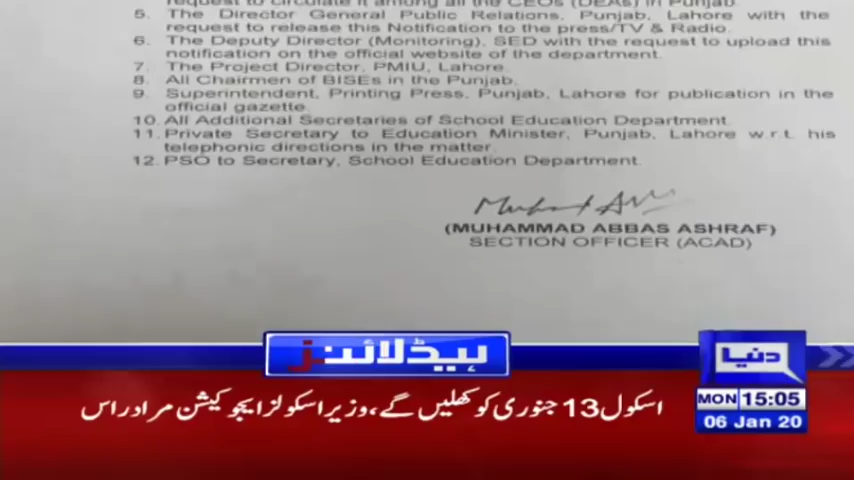 request to circulate it among all the CEOs (DEAs) in Punjab.
5. The Director General Public Relations, Punjab, Lahore with the
request to release this Notification to the press/TV & Radio.
6. The Deputy Director (Monitoring), SED with the request to upload this
notification on the official website of the department.
7. The Project Director, PMIU, Lahore.
8. All Chairmen of BISEs in the Punjab.
9. Superintendent, Printing Press, Punjab, Lahore for publication in the
official gazette.
10. All Additional Secretaries of School Education Department.
11. Private Secretary to Education Minister, Punjab, Lahore w.r.t. his
telephonic directions in the matter.
12. PSO to Secretary, School Education Department.
(MUHAMMAD ABBAS ASHRAF)
SECTION OFFICER (ACAD)
ہیڈلائنز
دنیا
اسکول 13 جنوری کو کھلیں گے، وزیر اسکولز ایجوکیشن مراد راس
MON 15:05
06 Jan 20